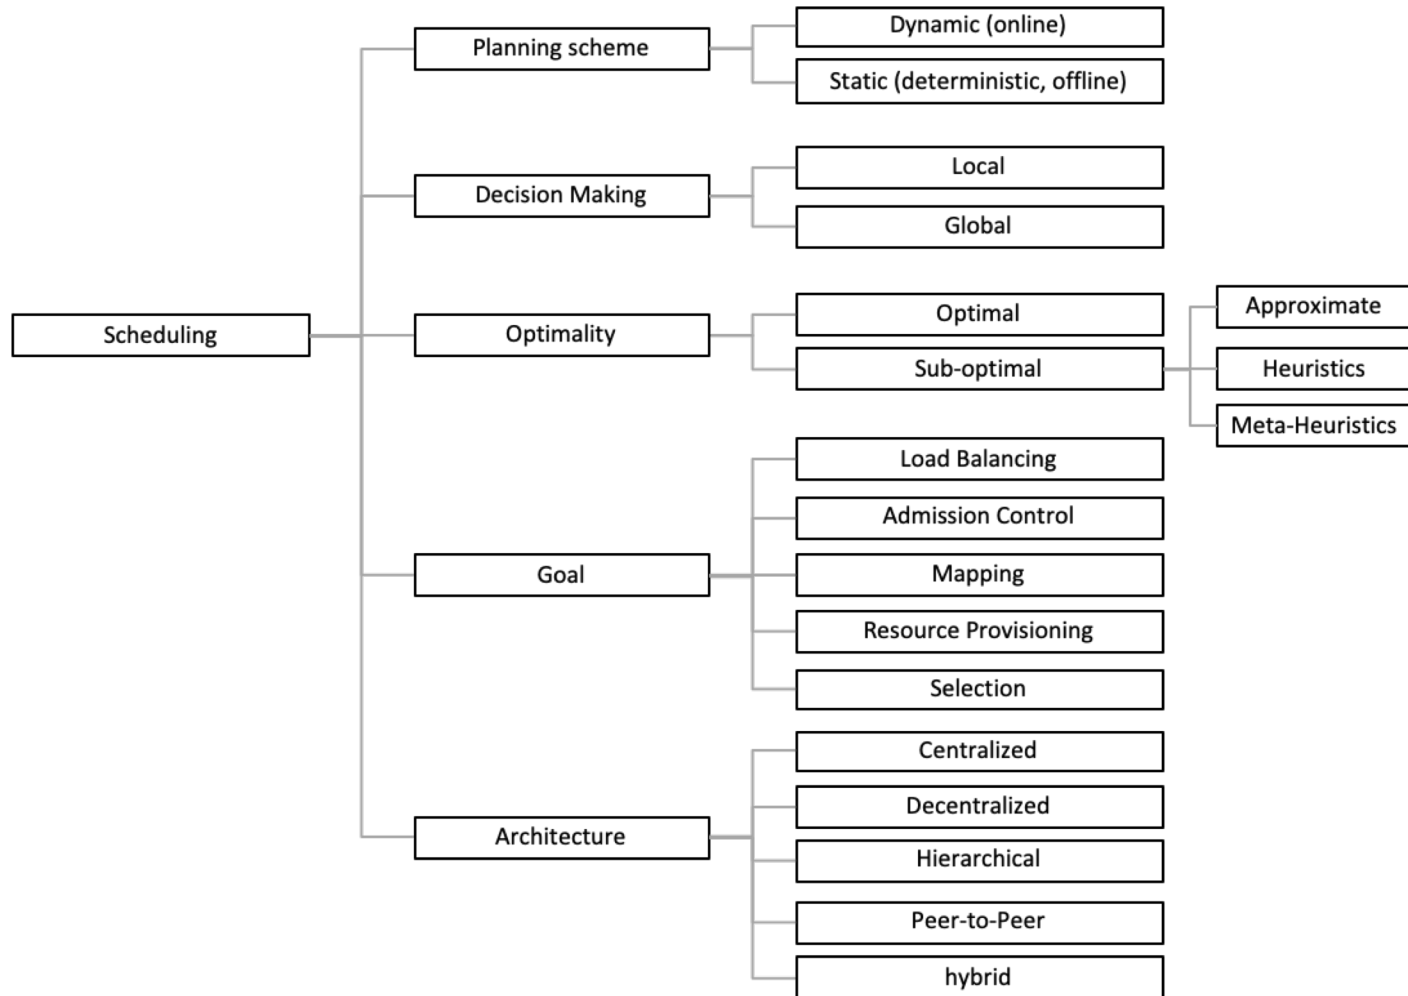 Scheduling
Planning scheme
Dynamic (online)
Static (deterministic, offline)
Decision Making
Local
Global
Optimality
Optimal
Sub-optimal
Approximate
Heuristics
Meta-Heuristics
Goal
Load Balancing
Admission Control
Mapping
Resource Provisioning
Selection
Architecture
Centralized
Decentralized
Hierarchical
Peer-to-Peer
hybrid